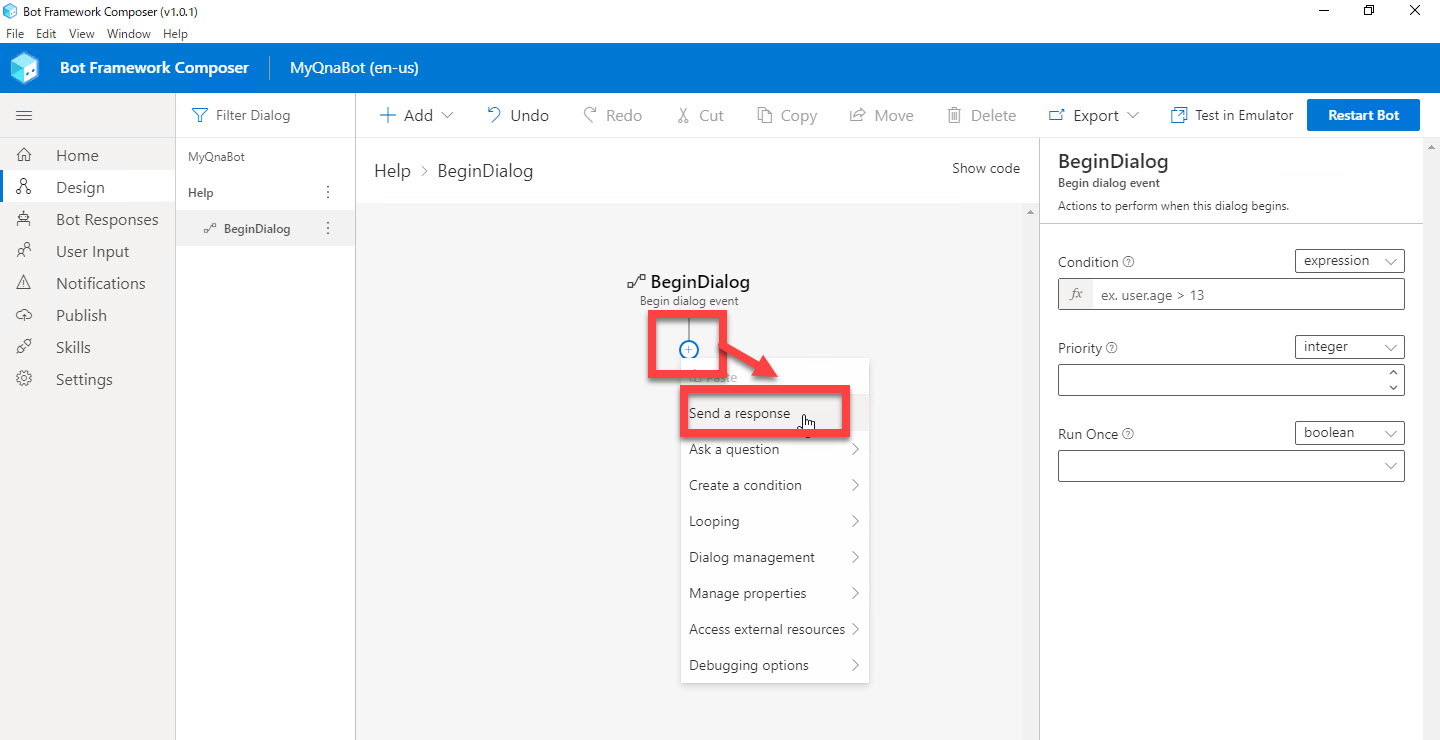 Bot Framework Composer (v1.0.1)
File Edit View Window Help
Bot Framework Composer MyQnaBot (en-us)
Filter Dialog
Add Undo Redo Cut Copy Move Delete Export Test in Emulator Restart Bot
Home
Design
Bot Responses
User Input
Notifications
Publish
Skills
Settings
MyQnaBot
Help
BeginDialog
Help > BeginDialog
Show code
BeginDialog
Begin dialog event
Paste
Send a response
Ask a question
Create a condition
Looping
Dialog management
Manage properties
Access external resources
Debugging options
BeginDialog
Begin dialog event
Actions to perform when this dialog begins.
Condition expression
fx ex. user.age > 13
Priority integer
Run Once boolean